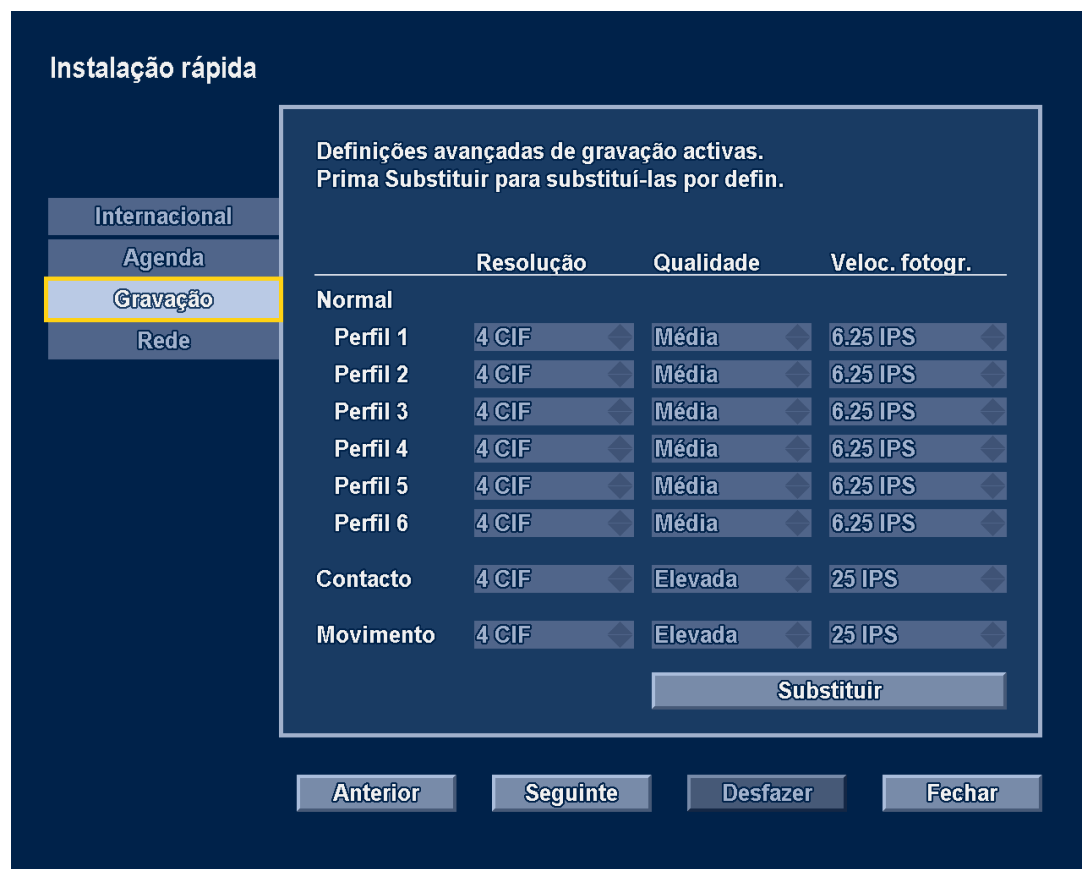 Instalação rápida
Definições avançadas de gravação activas.
Prima Substituir para substituí-las por defin.
Internacional
Agenda
Gravação
Rede
Resolução Qualidade Veloc. fotogr.
Normal
Perfil 1 4 CIF Média 6.25 IPS
Perfil 2 4 CIF Média 6.25 IPS
Perfil 3 4 CIF Média 6.25 IPS
Perfil 4 4 CIF Média 6.25 IPS
Perfil 5 4 CIF Média 6.25 IPS
Perfil 6 4 CIF Média 6.25 IPS
Contacto 4 CIF Elevada 25 IPS
Movimento 4 CIF Elevada 25 IPS
Substituir
Anterior Seguinte Desfazer Fechar